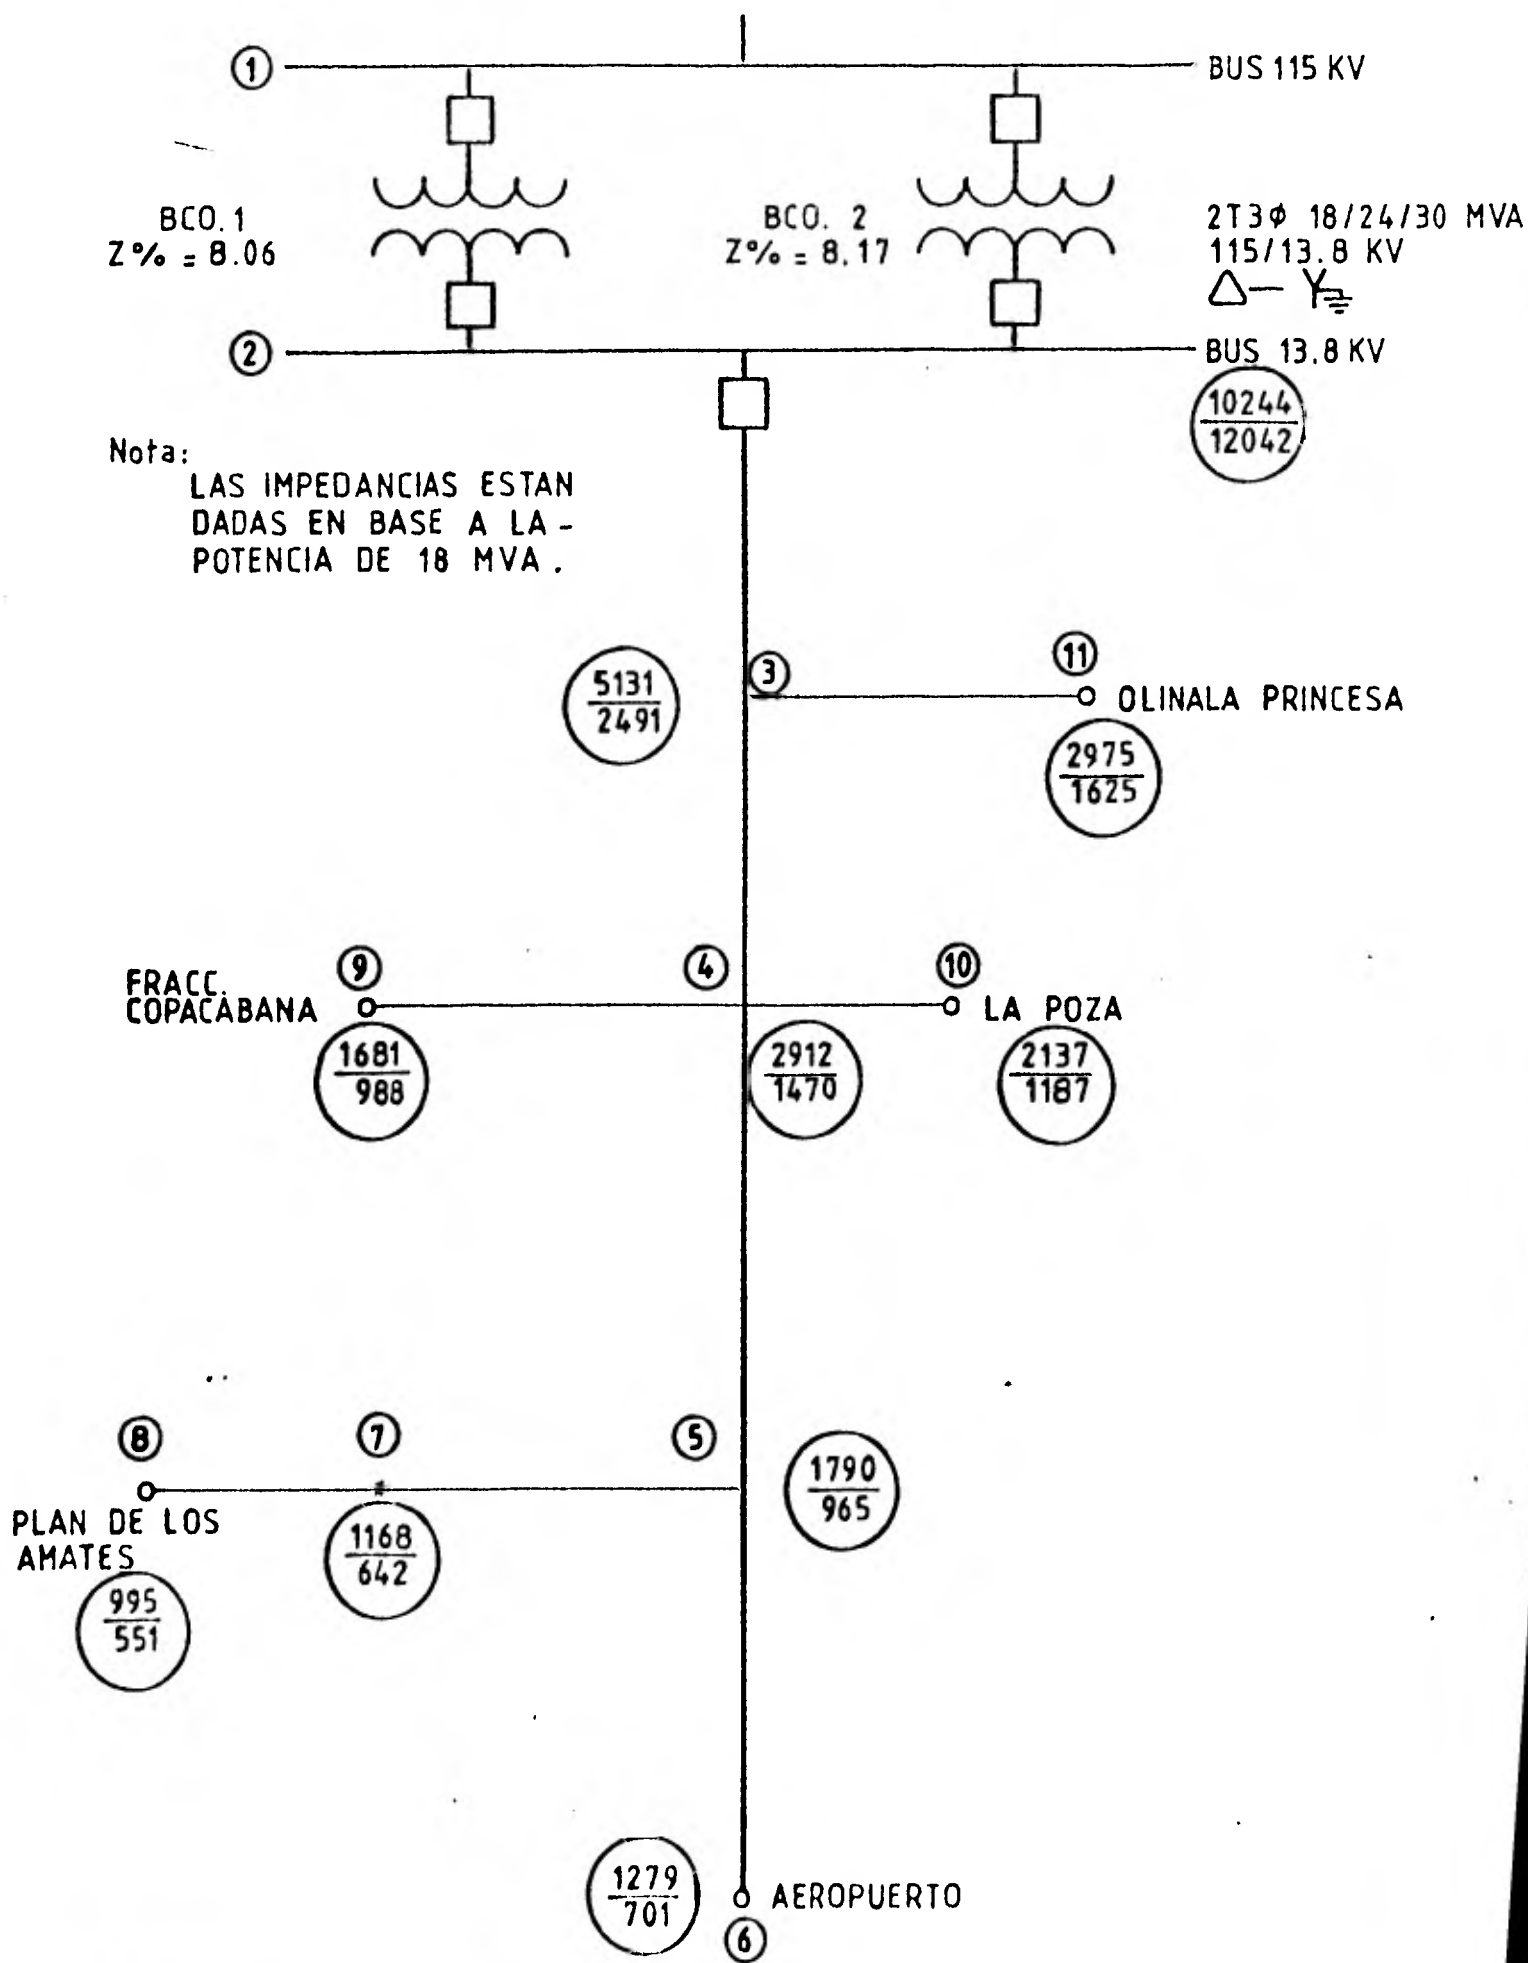 1
BUS 115 KV
BCO. 1
Z% = 8.06
BCO. 2
Z% = 8.17
2T3Φ 18/24/30 MVA
115/13.8 KV
2
BUS 13.8 KV
10244
12042
Nota:
LAS IMPEDANCIAS ESTAN
DADAS EN BASE A LA -
POTENCIA DE 18 MVA.
3
11
5131
2491
OLINALA PRINCESA
2975
1625
9
4
10
FRACC.
COPACABANA
LA POZA
1681
988
2912
1470
2137
1187
8
7
5
1790
965
PLAN DE LOS
AMATES
1168
642
995
551
1279
701
AEROPUERTO
6